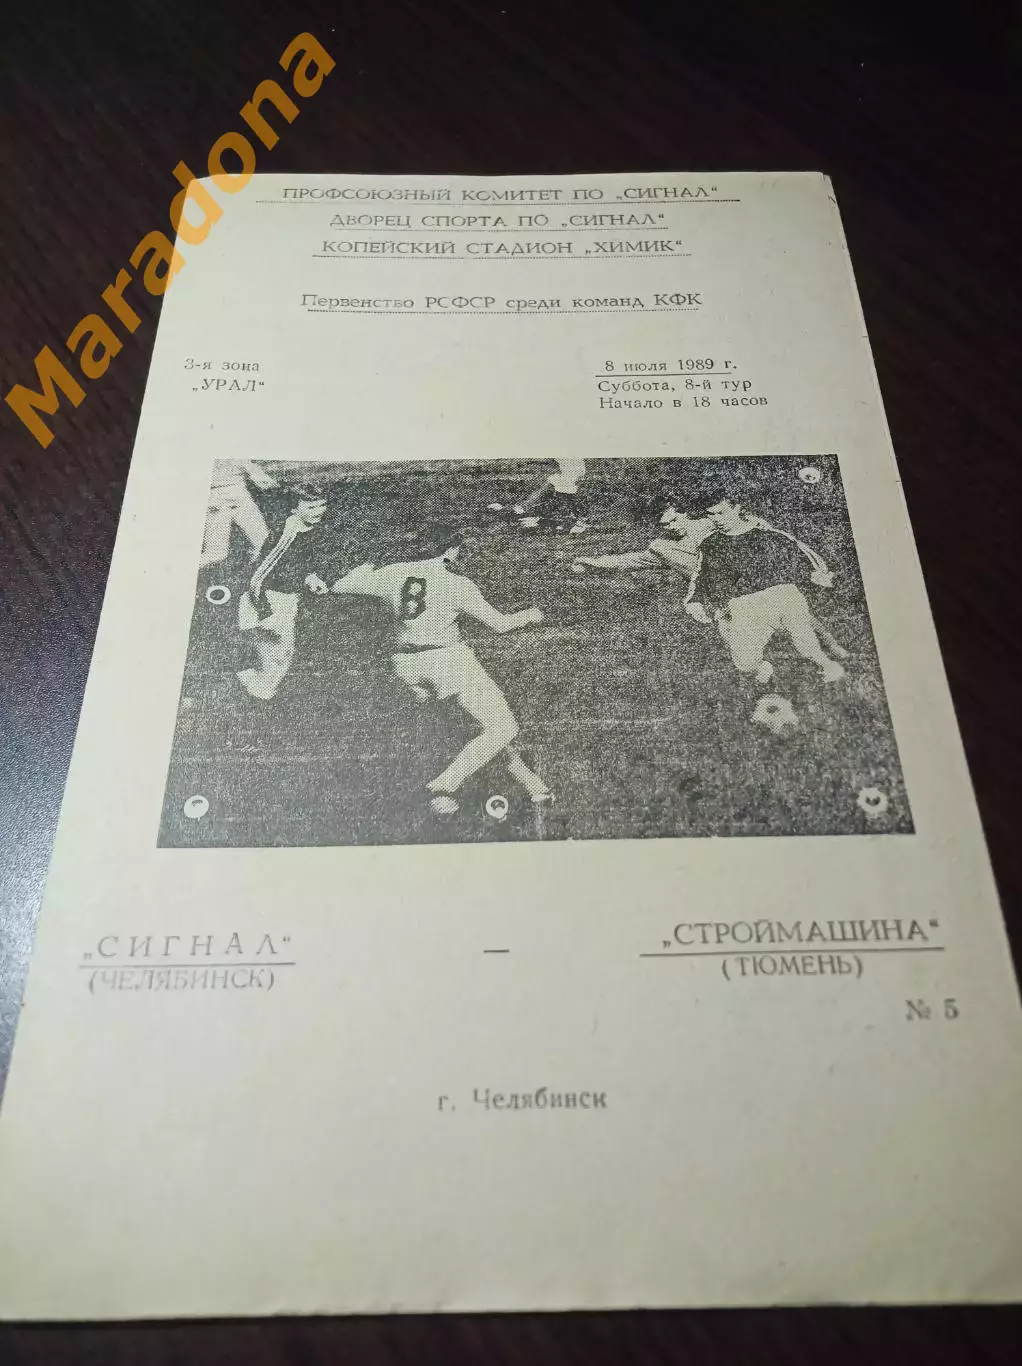 Maradona
ПРОФСОЮЗНЫЙ КОМИТЕТ ПО „СИГНАЛ“
ДВОРЕЦ СПОРТА ПО „СИГНАЛ“
КОПЕЙСКИЙ СТАДИОН „ХИМИК“
Первенство РСФСР среди команд КФК
3-я зона
„УРАЛ“
8 июля 1989 г.
Суббота, 8-й тур
Начало в 18 часов
8
„СИГНАЛ“
(ЧЕЛЯБИНСК)
—
„СТРОЙМАШИНА“
(ТЮМЕНЬ)
№ 5
г. Челябинск